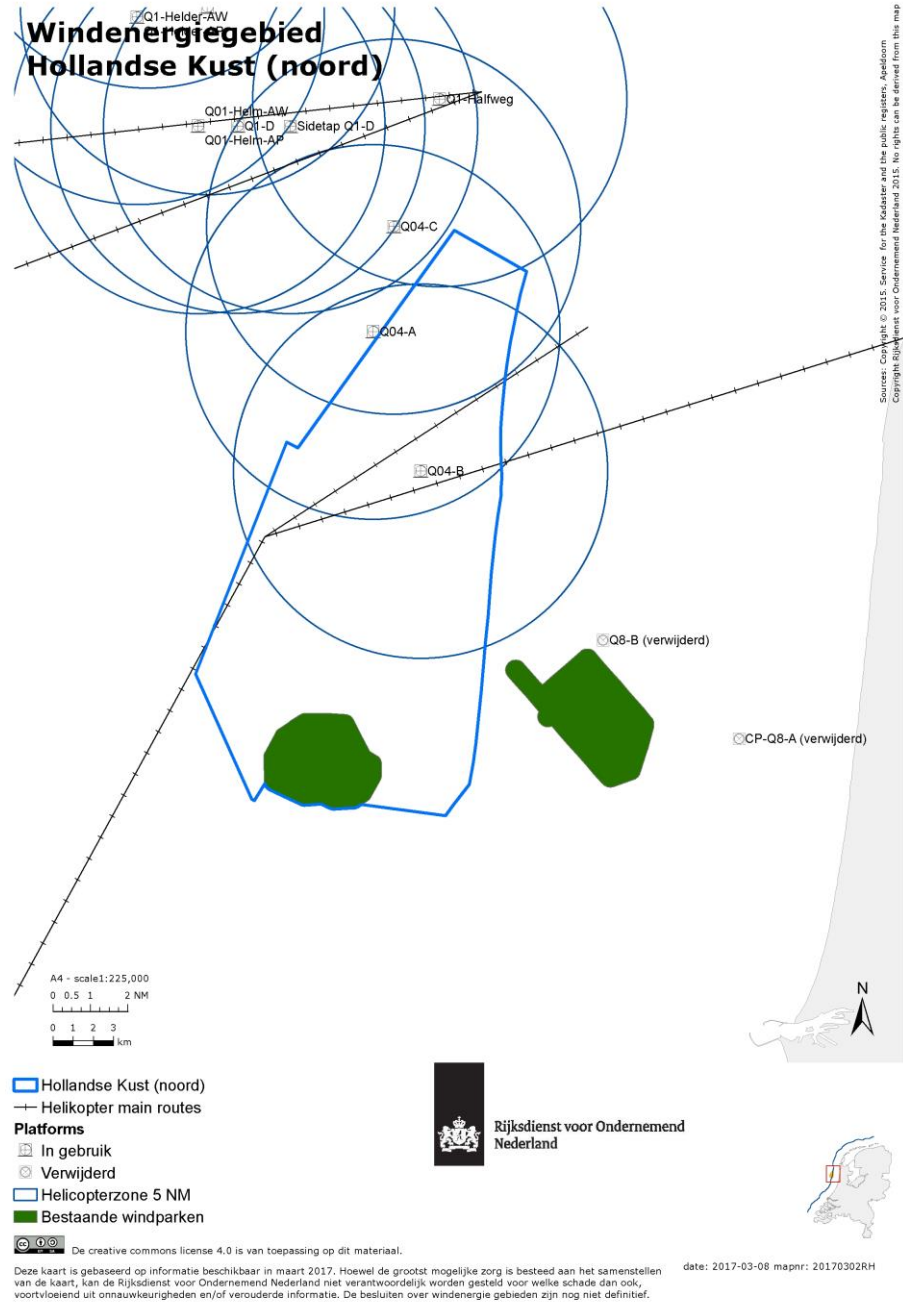 Q1-Helder-AW
Windenergiegebied
Hollandse Kust (noord)
Q1-Halfweg
Q01-Helm-AW
Q1-D
Sidetap Q1-D
Q01-Helm-AP
Q04-C
Q04-A
Q04-B
Q8-B (verwijderd)
CP-Q8-A (verwijderd)
Sources: Copyright © 2015. Service for the Kadaster and the public registers, Apeldoorn
Copyright Rijksdienst voor Ondernemend Nederland 2015. No rights can be derived from this map
A4 - scale1:225,000
0 0.5 1 2 NM
0 1 2 3
km
N
Hollandse Kust (noord)
Helikopter main routes
Platforms
In gebruik
Verwijderd
Helicopterzone 5 NM
Bestaande windparken
Rijksdienst voor Ondernemend
Nederland
De creative commons license 4.0 is van toepassing op dit materiaal.
Deze kaart is gebaseerd op informatie beschikbaar in maart 2017. Hoewel de grootst mogelijke zorg is besteed aan het samenstellen
van de kaart, kan de Rijksdienst voor Ondernemend Nederland niet verantwoordelijk worden gesteld voor welke schade dan ook,
voortvloeiend uit onnauwkeurigheden en/of verouderde informatie. De besluiten over windenergie gebieden zijn nog niet definitief.
date: 2017-03-08 mapnr: 20170302RH